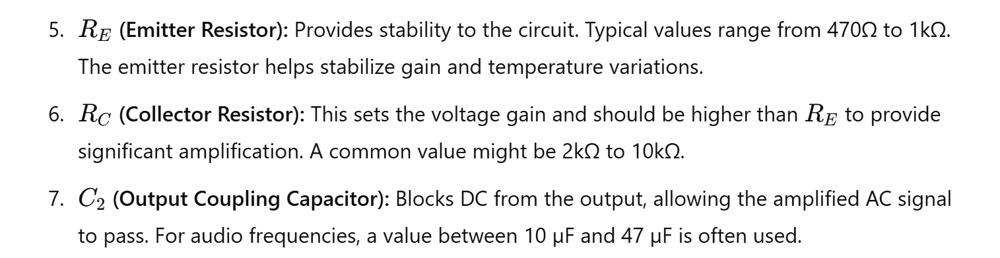 5. R_E (Emitter Resistor): Provides stability to the circuit. Typical values range from 470Ω to 1kΩ.
The emitter resistor helps stabilize gain and temperature variations.
6. R_C (Collector Resistor): This sets the voltage gain and should be higher than R_E to provide
significant amplification. A common value might be 2kΩ to 10kΩ.
7. C_2 (Output Coupling Capacitor): Blocks DC from the output, allowing the amplified AC signal
to pass. For audio frequencies, a value between 10 µF and 47 µF is often used.